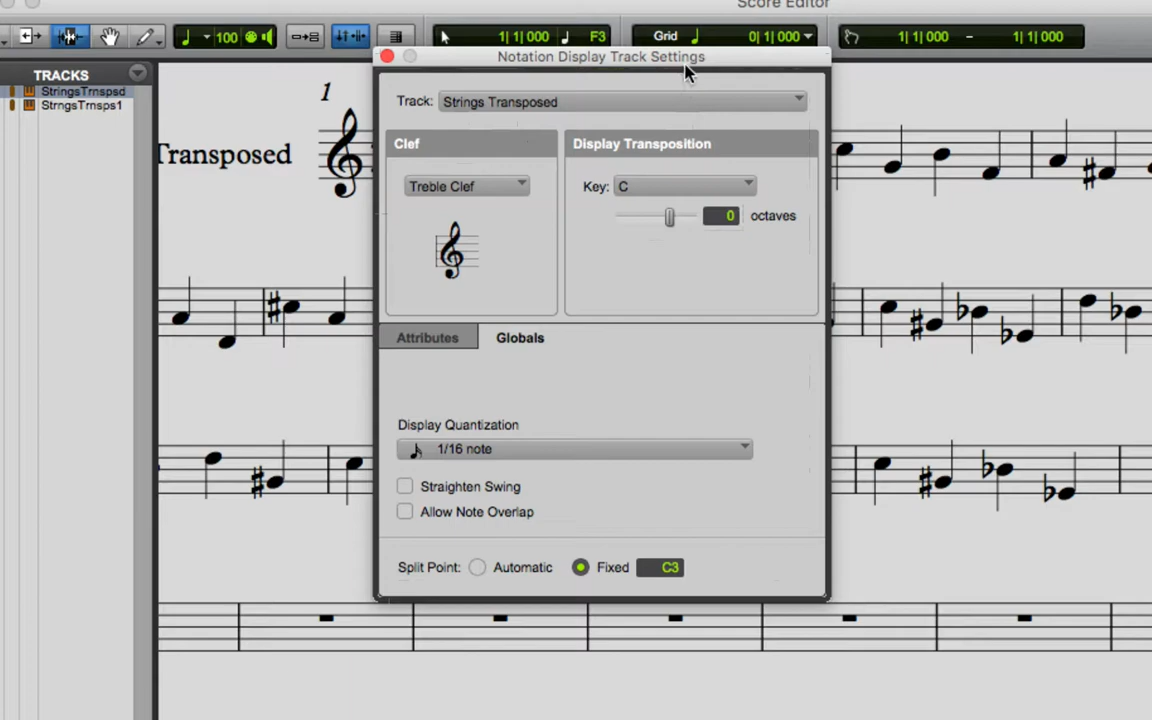 Score Editor
100
1| 1| 000
F3
Grid
0| 1| 000
1| 1| 000 – 1| 1| 000
Notation Display Track Settings
TRACKS
StrngsTrnspsd
StrngsTrnsps1
1
Transposed
Track: Strings Transposed
Clef
Display Transposition
Treble Clef
Key: C
0 octaves
Attributes
Globals
Display Quantization
1/16 note
Straighten Swing
Allow Note Overlap
Split Point: Automatic Fixed C3